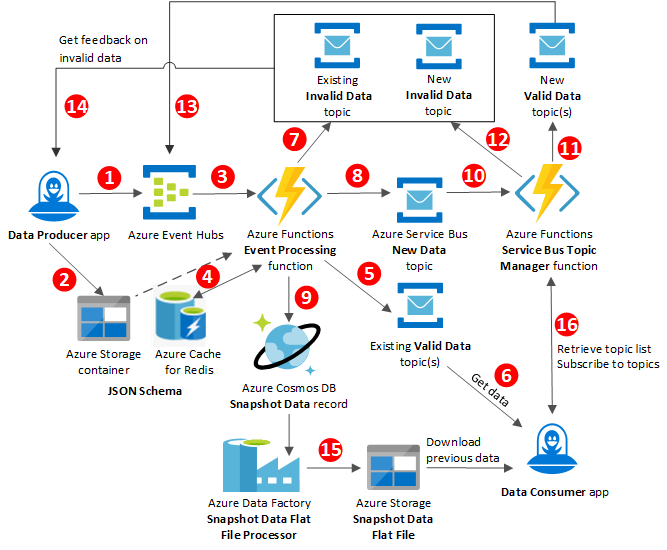 Get feedback on
invalid data
Existing
Invalid Data
topic
New
Invalid Data
topic
New
Valid Data
topic(s)
14
13
7
12
11
1
3
8
10
Data Producer app
Azure Event Hubs
Azure Functions
Event Processing
function
Azure Service Bus
New Data
topic
Azure Functions
Service Bus Topic
Manager function
2
4
5
9
16
Azure Storage
container
Azure Cache
for Redis
JSON Schema
Existing Valid Data
topic(s)
Retrieve topic list
Subscribe to topics
6
Get data
Azure Cosmos DB
Snapshot Data record
15
Download
previous data
Data Consumer app
Azure Data Factory
Snapshot Data Flat
File Processor
Azure Storage
Snapshot Data
Flat File